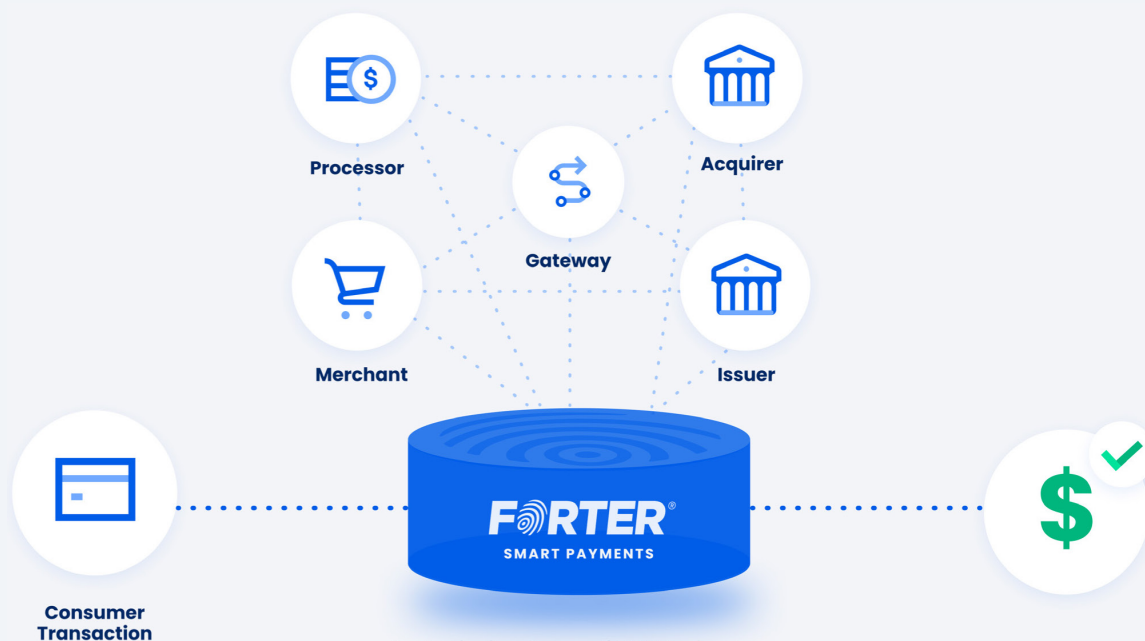 $
Processor
Acquirer
Gateway
Merchant
Issuer
FORTER®
SMART PAYMENTS
$
Consumer
Transaction